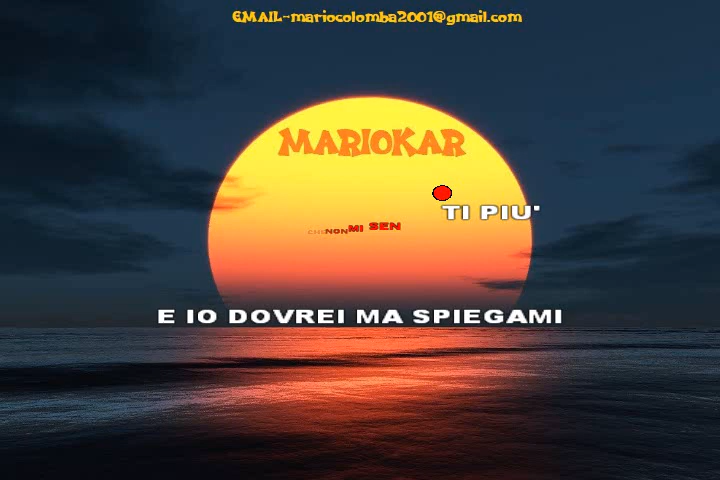 EMAIL-mariocolomba2001@gmail.com
MARIOKAR
CHE NON MI SEN TI PIU'
E IO DOVREI MA SPIEGAMI